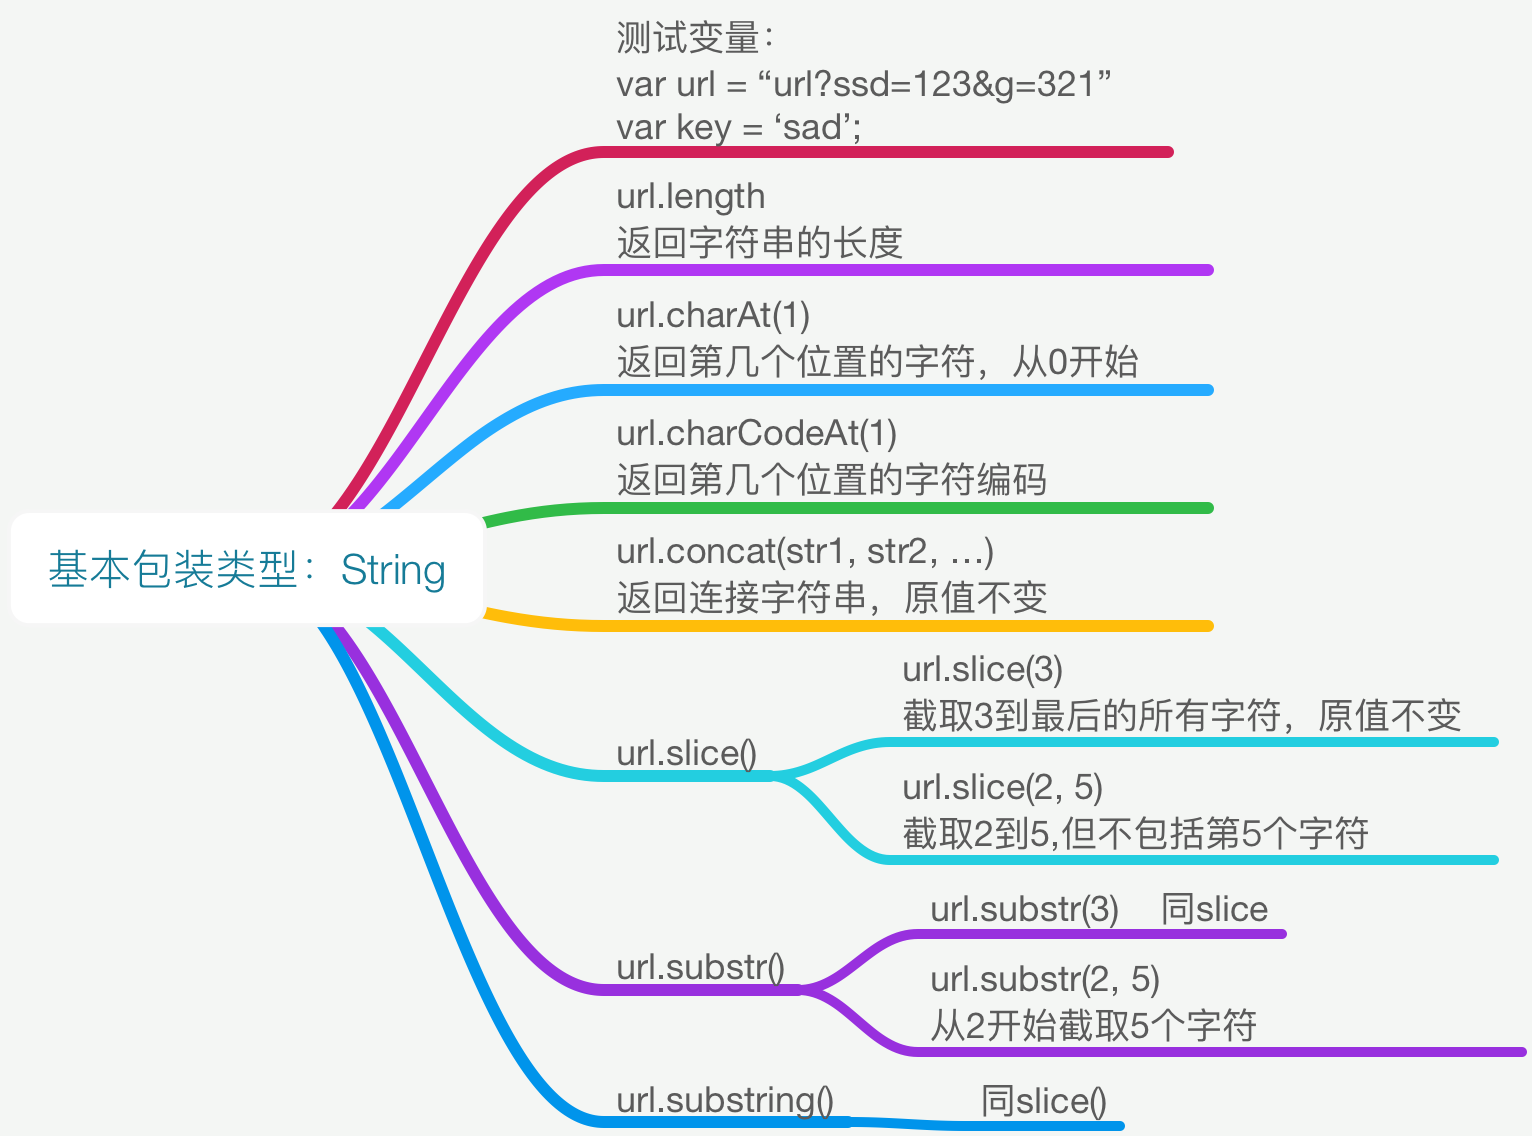 测试变量：
var url = “url?ssd=123&g=321”
var key = ‘sad’;
url.length
返回字符串的长度
url.charAt(1)
返回第几个位置的字符，从0开始
url.charCodeAt(1)
返回第几个位置的字符编码
基本包装类型：String
url.concat(str1, str2, …)
返回连接字符串，原值不变
url.slice()
url.slice(3)
截取3到最后的所有字符，原值不变
url.slice(2, 5)
截取2到5,但不包括第5个字符
url.substr()
url.substr(3) 同slice
url.substr(2, 5)
从2开始截取5个字符
url.substring()
同slice()